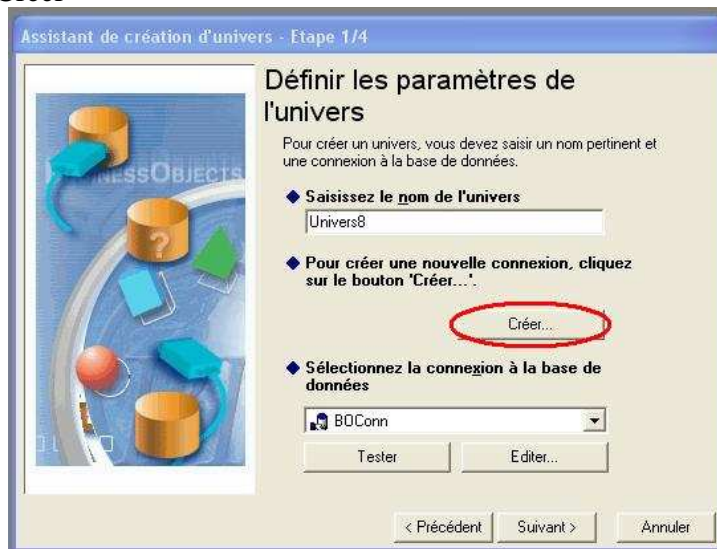 Assistant de création d'univers - Etape 1/4
Définir les paramètres de
l'univers
Pour créer un univers, vous devez saisir un nom pertinent et
une connexion à la base de données.
Saisissez le nom de l'univers
Univers8
Pour créer une nouvelle connexion, cliquez
sur le bouton 'Créer...'.
Créer...
Sélectionnez la connexion à la base de
données
BOConn
Tester Editer...
< Précédent Suivant > Annuler